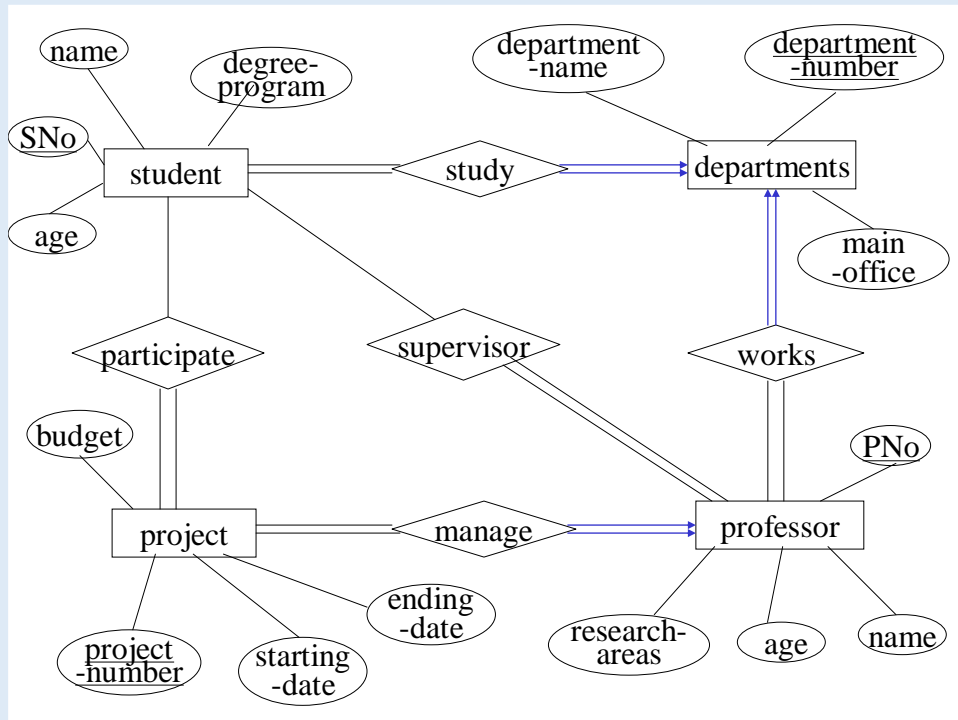 name
degree-
program
department
-name
department
-number
SNo
student
study
departments
age
main
-office
participate
supervisor
works
budget
PNo
project
manage
professor
project
-number
starting
-date
ending
-date
research-
areas
age
name